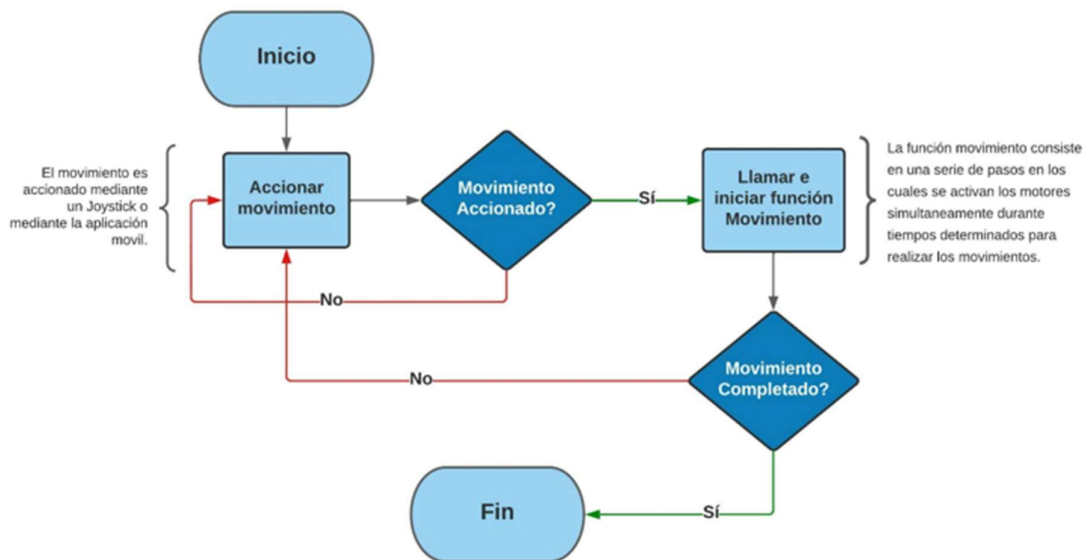 Inicio
El movimiento es
accionado mediante
un Joystick o
mediante la aplicación
movil.
Accionar
movimiento
Movimiento
Accionado?
Sí
Llamar e
iniciar función
Movimiento
La función movimiento consiste
en una serie de pasos en los
cuales se activan los motores
simultaneamente durante
tiempos determinados para
realizar los movimientos.
No
No
Movimiento
Completado?
Sí
Fin